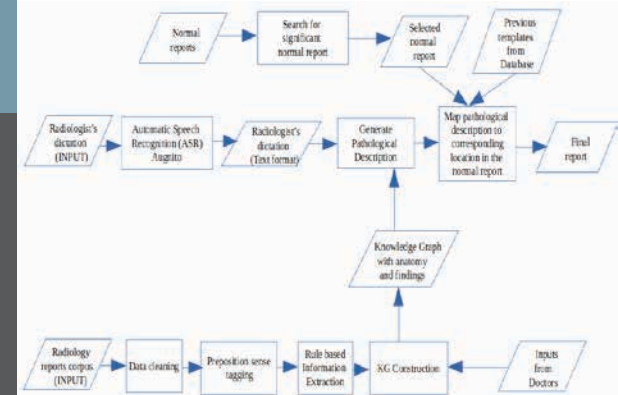 Normal
reports
Search for
significant
normal report
Selected
normal
report
Previous
templates
from
Database
Radiologist's
dictation
(INPUT)
Automatic Speech
Recognition (ASR)
Augnito
Radiologist's
dictation
(Text format)
Generate
Pathological
Description
Map pathological
description to
corresponding
location in the
normal report
Final
report
Knowledge Graph
with anatomy
and findings
Radiology
reports corpus
(INPUT)
Data cleaning
Preposition sense
tagging
Rule based
Information
Extraction
KG Construction
Inputs
from
Doctors